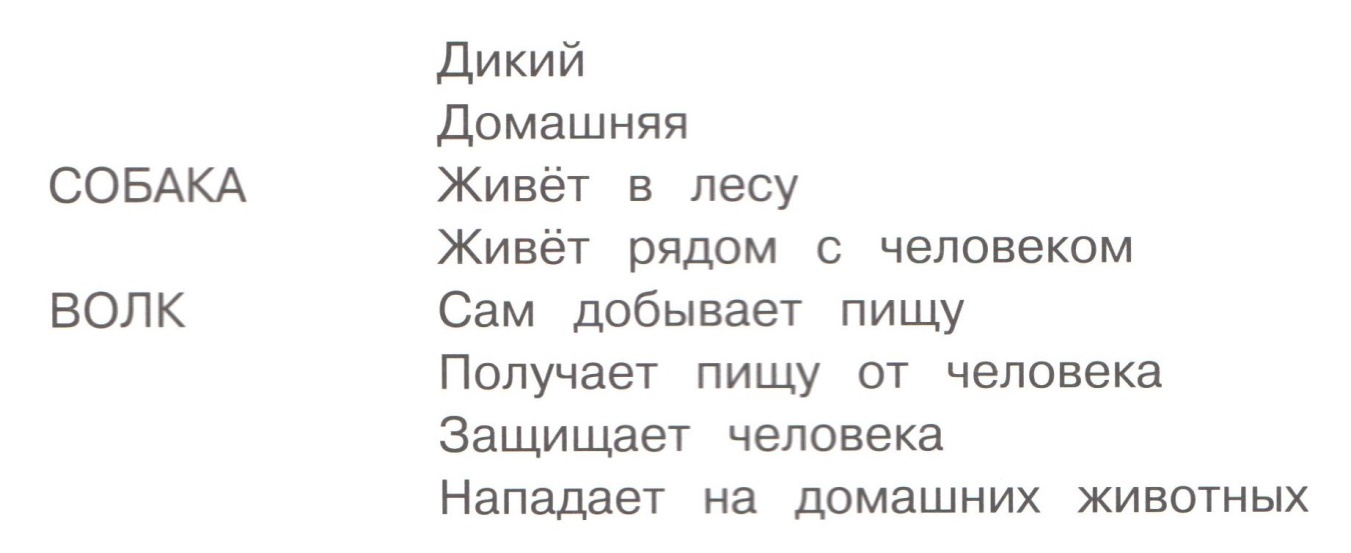 Дикий
Домашняя
СОБАКА Живёт в лесу
Живёт рядом с человеком
ВОЛК Сам добывает пищу
Получает пищу от человека
Защищает человека
Нападает на домашних животных